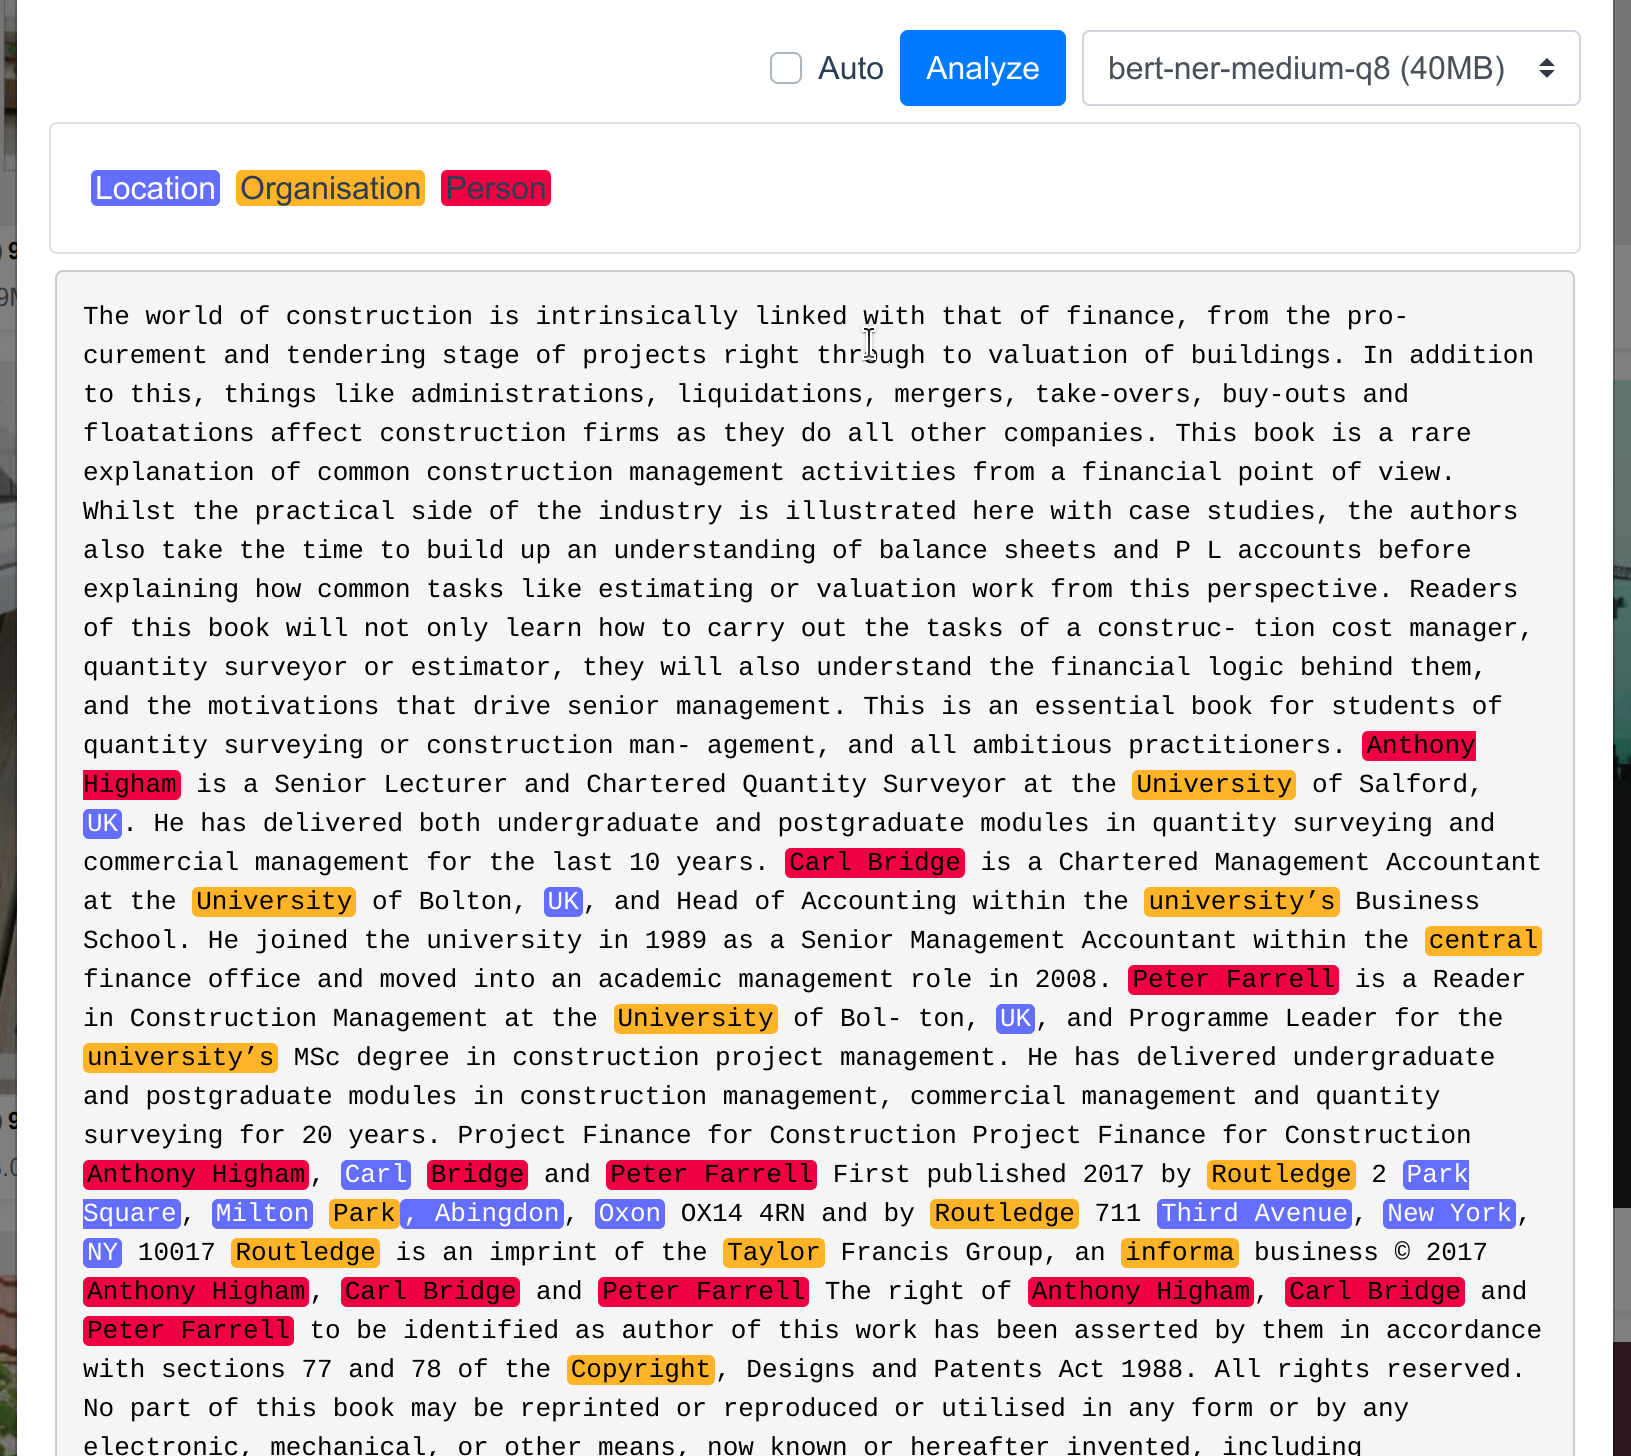 Auto Analyze bert-ner-medium-q8 (40MB)
Location Organisation Person
The world of construction is intrinsically linked with that of finance, from the pro-
curement and tendering stage of projects right through to valuation of buildings. In addition
to this, things like administrations, liquidations, mergers, take-overs, buy-outs and
floatations affect construction firms as they do all other companies. This book is a rare
explanation of common construction management activities from a financial point of view.
Whilst the practical side of the industry is illustrated here with case studies, the authors
also take the time to build up an understanding of balance sheets and P L accounts before
explaining how common tasks like estimating or valuation work from this perspective. Readers
of this book will not only learn how to carry out the tasks of a construc- tion cost manager,
quantity surveyor or estimator, they will also understand the financial logic behind them,
and the motivations that drive senior management. This is an essential book for students of
quantity surveying or construction man- agement, and all ambitious practitioners. Anthony
Higham is a Senior Lecturer and Chartered Quantity Surveyor at the University of Salford,
UK. He has delivered both undergraduate and postgraduate modules in quantity surveying and
commercial management for the last 10 years. Carl Bridge is a Chartered Management Accountant
at the University of Bolton, UK, and Head of Accounting within the university’s Business
School. He joined the university in 1989 as a Senior Management Accountant within the central
finance office and moved into an academic management role in 2008. Peter Farrell is a Reader
in Construction Management at the University of Bol- ton, UK, and Programme Leader for the
university’s MSc degree in construction project management. He has delivered undergraduate
and postgraduate modules in construction management, commercial management and quantity
surveying for 20 years. Project Finance for Construction Project Finance for Construction
Anthony Higham, Carl Bridge and Peter Farrell First published 2017 by Routledge 2 Park
Square, Milton Park, Abingdon, Oxon OX14 4RN and by Routledge 711 Third Avenue, New York,
NY 10017 Routledge is an imprint of the Taylor Francis Group, an informa business © 2017
Anthony Higham, Carl Bridge and Peter Farrell The right of Anthony Higham, Carl Bridge and
Peter Farrell to be identified as author of this work has been asserted by them in accordance
with sections 77 and 78 of the Copyright, Designs and Patents Act 1988. All rights reserved.
No part of this book may be reprinted or reproduced or utilised in any form or by any
electronic, mechanical, or other means, now known or hereafter invented, including